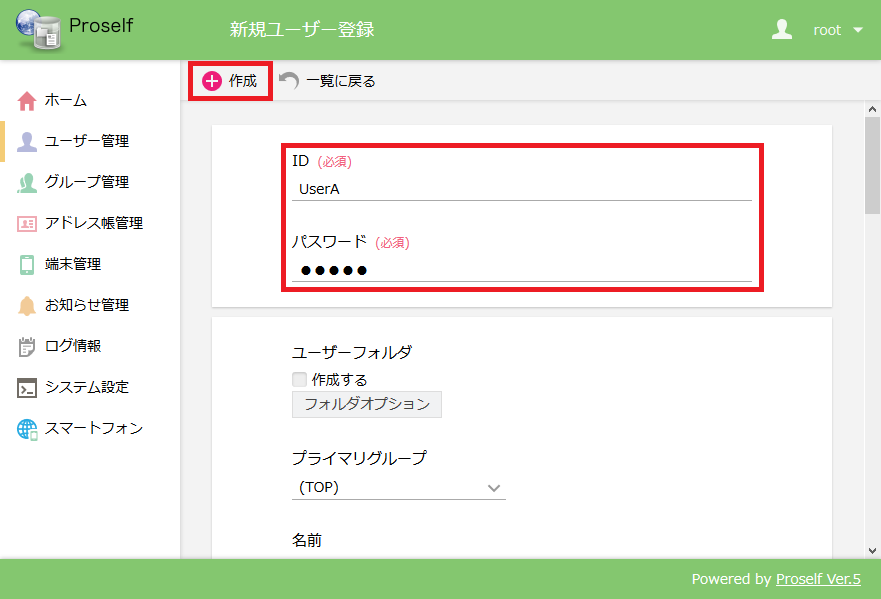 Proself
新規ユーザー登録
root
作成
一覧に戻る
ホーム
ユーザー管理
グループ管理
アドレス帳管理
端末管理
お知らせ管理
ログ情報
システム設定
スマートフォン
ID (必須)
UserA
パスワード (必須)
●●●●●
ユーザーフォルダ
作成する
フォルダオプション
プライマリグループ
(TOP)
名前
Powered by Proself Ver.5